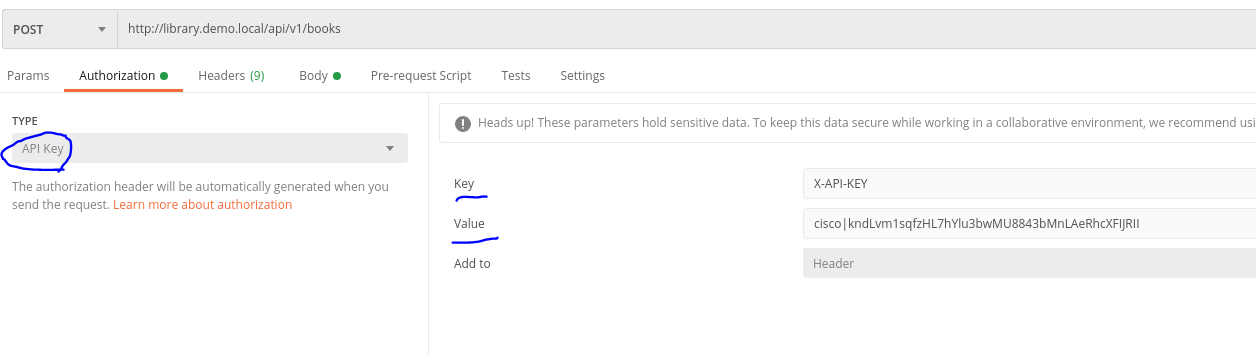 POST http://library.demo.local/api/v1/books
Params Authorization Headers (9) Body Pre-request Script Tests Settings
TYPE
API Key
The authorization header will be automatically generated when you
send the request. Learn more about authorization
Heads up! These parameters hold sensitive data. To keep this data secure while working in a collaborative environment, we recommend usi
Key X-API-KEY
Value cisco|kndLvm1sqfzHL7hYlu3bwMU8843bMnLAeRhcXFIJRII
Add to Header